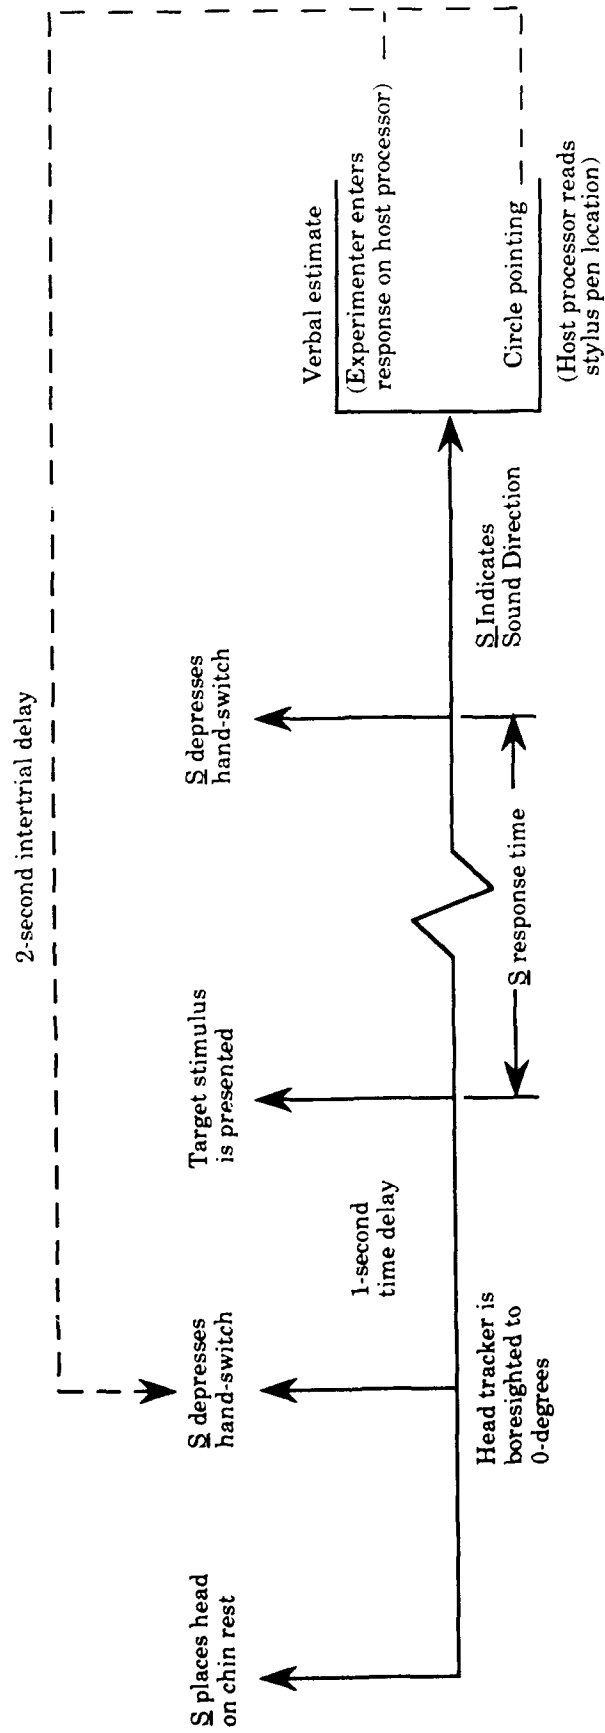 2-second intertrial delay
S places head
on chin rest
S depresses
hand-switch
Target stimulus
is presented
S depresses
hand-switch
1-second
time delay
Head tracker is
boresighted to
0-degrees
S response time
S Indicates
Sound Direction
Verbal estimate
(Experimenter enters
response on host processor)
Circle pointing
(Host processor reads
stylus pen location)